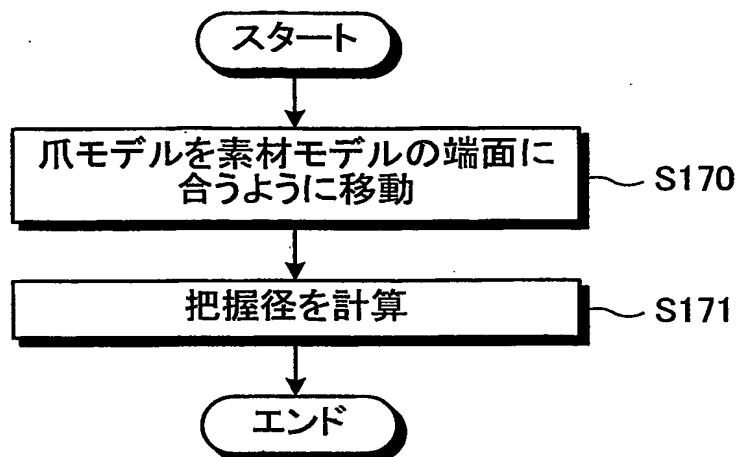 スタート
爪モデルを素材モデルの端面に
合うように移動
S170
把握径を計算
S171
エンド